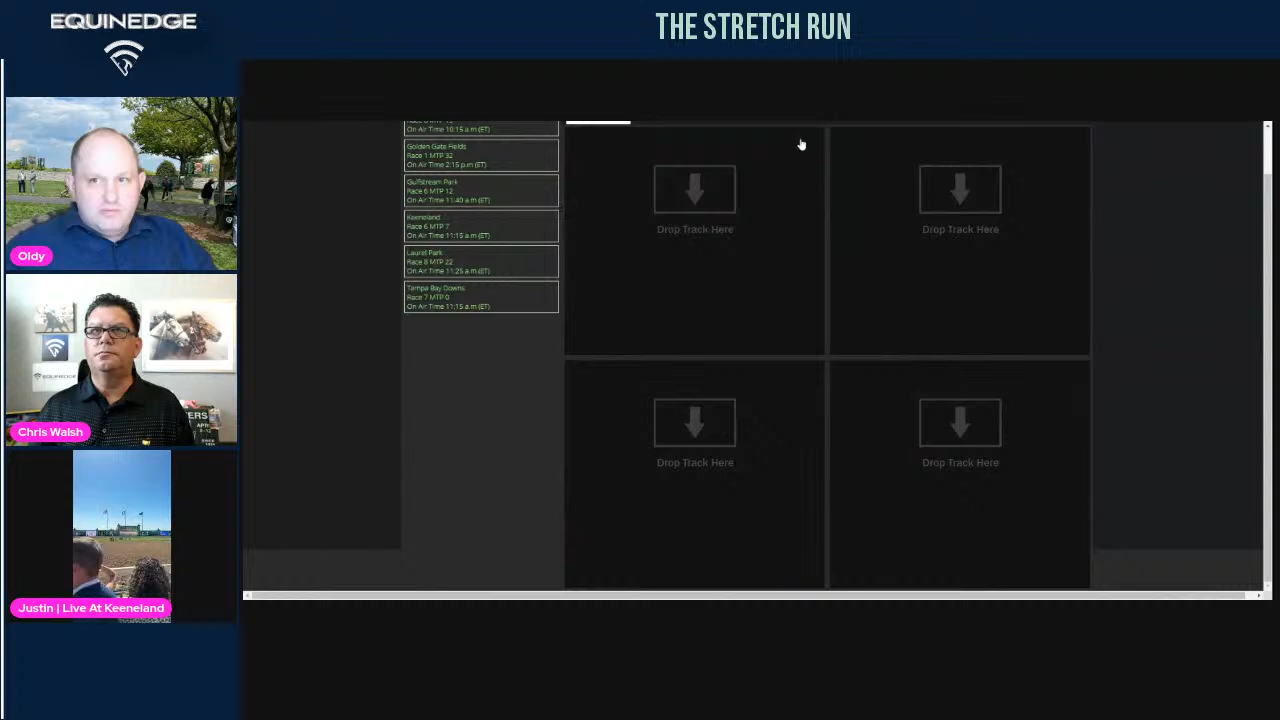 EQUINEDGE
THE STRETCH RUN
Oldy
EQUINEDGE
ERS
Chris Walsh
Justin | Live At Keeneland
On Air Time 10:15 a.m (ET)
Golden Gate Fields
Race 1 MTP 32
On Air Time 2:15 p.m (ET)
Gulfstream Park
Race 6 MTP 12
On Air Time 11:40 a.m (ET)
Keeneland
Race 6 MTP 7
On Air Time 11:15 a.m (ET)
Laurel Park
Race 8 MTP 22
On Air Time 11:25 a.m (ET)
Tampa Bay Downs
Race 7 MTP 0
On Air Time 11:15 a.m (ET)
Drop Track Here
Drop Track Here
Drop Track Here
Drop Track Here